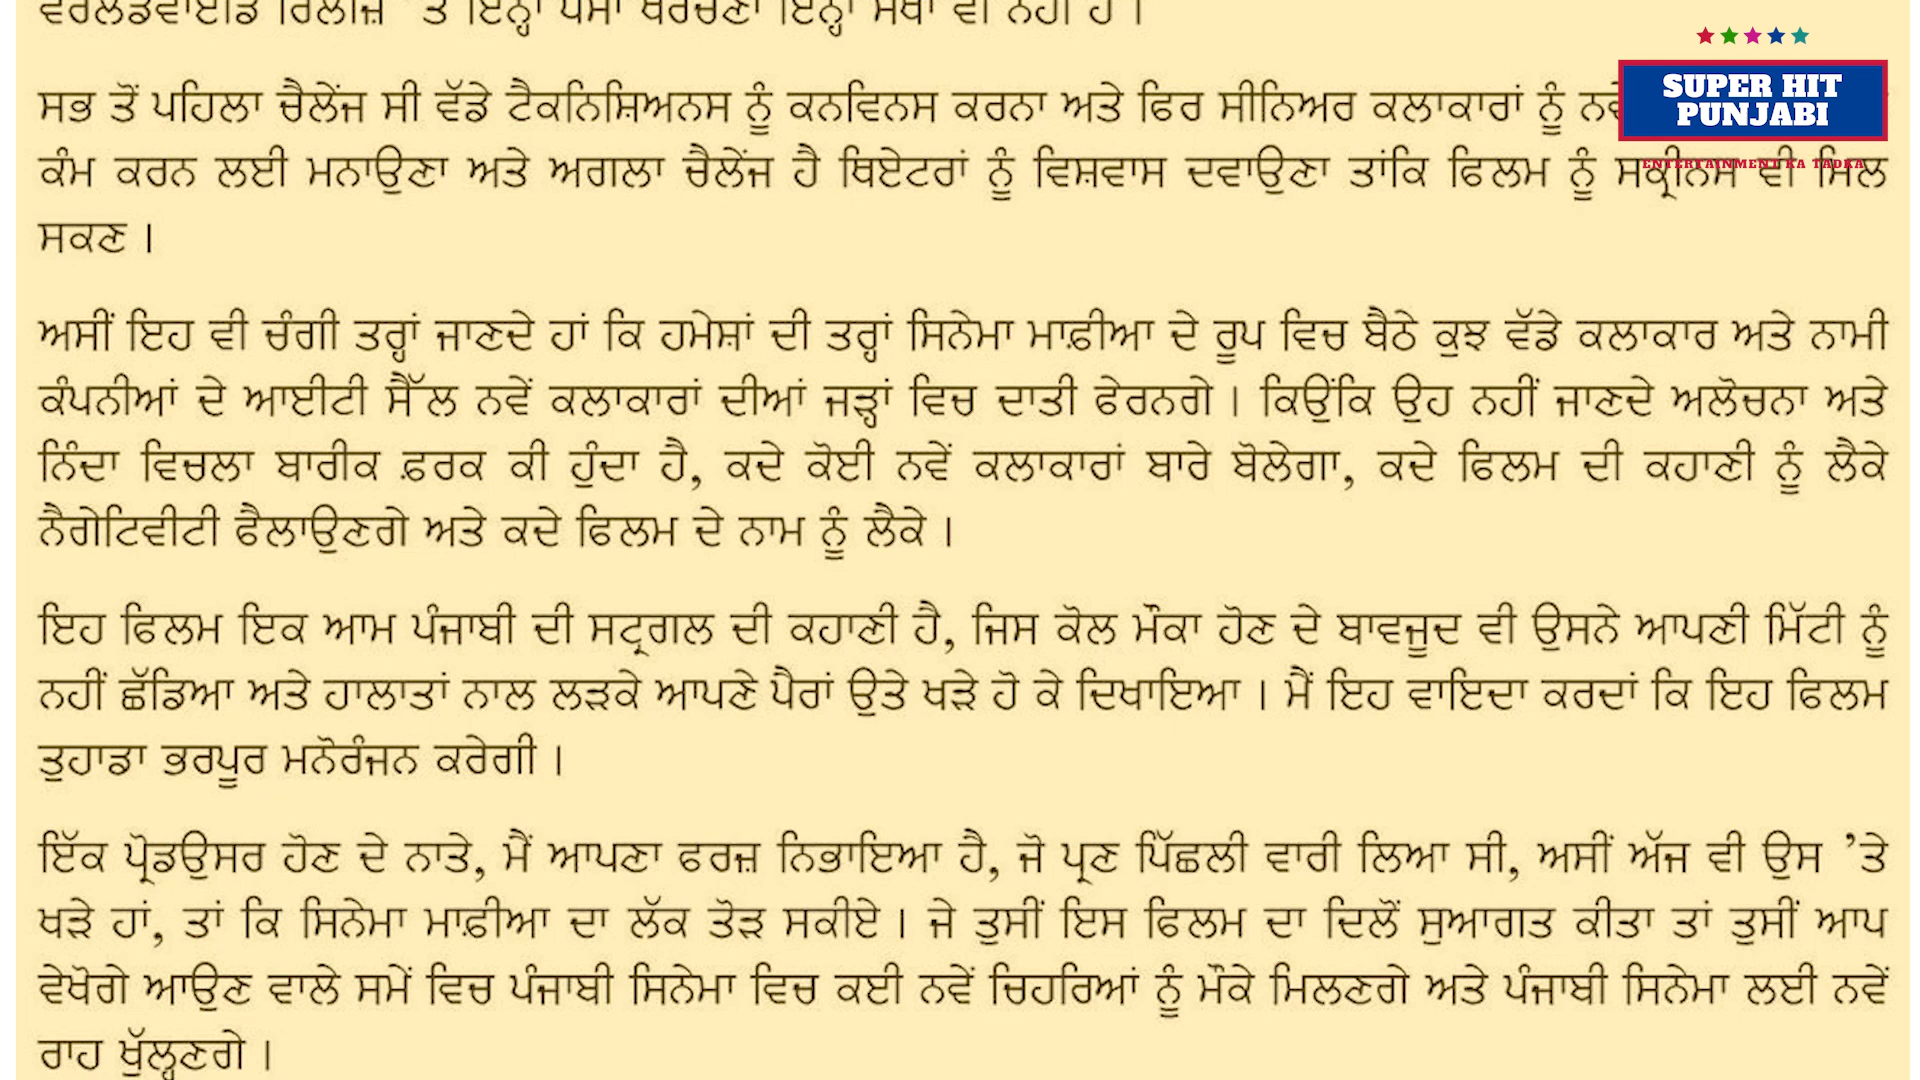 ਵਰਲਡਵਾਈਡ ਰਿਲੀਜ਼ 'ਤੇ ਇੰਨ੍ਹਾ ਪੈਸਾ ਖਰਚਣਾ ਇੰਨ੍ਹਾ ਸੌਖਾ ਵੀ ਨਹੀਂ ਹੈ ।
ਸਭ ਤੋਂ ਪਹਿਲਾ ਚੈਲੇਂਜ ਸੀ ਵੱਡੇ ਟੈਕਨਿਸ਼ਿਅਨਸ ਨੂੰ ਕਨਵਿਨਸ ਕਰਨਾ ਅਤੇ ਫਿਰ ਸੀਨਿਅਰ ਕਲਾਕਾਰਾਂ ਨੂੰ
ਕੰਮ ਕਰਨ ਲਈ ਮਨਾਉਣਾ ਅਤੇ ਅਗਲਾ ਚੈਲੇਂਜ ਹੈ ਥਿਏਟਰਾਂ ਨੂੰ ਵਿਸ਼ਵਾਸ ਦਵਾਉਣਾ ਤਾਂਕਿ ਫਿਲਮ ਨੂੰ ਸਕ੍ਰੀਨਸ ਵੀ ਮਿਲ
ਸਕਣ ।
ਅਸੀਂ ਇਹ ਵੀ ਚੰਗੀ ਤਰ੍ਹਾਂ ਜਾਣਦੇ ਹਾਂ ਕਿ ਹਮੇਸ਼ਾਂ ਦੀ ਤਰ੍ਹਾਂ ਸਿਨੇਮਾ ਮਾਫ਼ੀਆ ਦੇ ਰੂਪ ਵਿਚ ਬੈਠੇ ਕੁਝ ਵੱਡੇ ਕਲਾਕਾਰ ਅਤੇ ਨਾਮੀ
ਕੰਪਨੀਆਂ ਦੇ ਆਈਟੀ ਸੈੱਲ ਨਵੇਂ ਕਲਾਕਾਰਾਂ ਦੀਆਂ ਜੜ੍ਹਾਂ ਵਿਚ ਦਾਤੀ ਫੇਰਨਗੇ । ਕਿਉਂਕਿ ਉਹ ਨਹੀਂ ਜਾਣਦੇ ਅਲੋਚਨਾ ਅਤੇ
ਨਿੰਦਾ ਵਿਚਲਾ ਬਾਰੀਕ ਫ਼ਰਕ ਕੀ ਹੁੰਦਾ ਹੈ, ਕਦੇ ਕੋਈ ਨਵੇਂ ਕਲਾਕਾਰਾਂ ਬਾਰੇ ਬੋਲੇਗਾ, ਕਦੇ ਫਿਲਮ ਦੀ ਕਹਾਣੀ ਨੂੰ ਲੈਕੇ
ਨੈਗੇਟਿਵੀਟੀ ਫੈਲਾਉਣਗੇ ਅਤੇ ਕਦੇ ਫਿਲਮ ਦੇ ਨਾਮ ਨੂੰ ਲੈਕੇ ।
ਇਹ ਫਿਲਮ ਇਕ ਆਮ ਪੰਜਾਬੀ ਦੀ ਸਟ੍ਰਗਲ ਦੀ ਕਹਾਣੀ ਹੈ, ਜਿਸ ਕੋਲ ਮੌਕਾ ਹੋਣ ਦੇ ਬਾਵਜੂਦ ਵੀ ਉਸਨੇ ਆਪਣੀ ਮਿੱਟੀ ਨੂੰ
ਨਹੀਂ ਛੱਡਿਆ ਅਤੇ ਹਾਲਾਤਾਂ ਨਾਲ ਲੜਕੇ ਆਪਣੇ ਪੈਰਾਂ ਉਤੇ ਖੜੇ ਹੋ ਕੇ ਦਿਖਾਇਆ । ਮੈਂ ਇਹ ਵਾਇਦਾ ਕਰਦਾਂ ਕਿ ਇਹ ਫਿਲਮ
ਤੁਹਾਡਾ ਭਰਪੂਰ ਮਨੋਰੰਜਨ ਕਰੇਗੀ ।
ਇੱਕ ਪ੍ਰੋਡਉਸਰ ਹੋਣ ਦੇ ਨਾਤੇ, ਮੈਂ ਆਪਣਾ ਫਰਜ਼ ਨਿਭਾਇਆ ਹੈ, ਜੋ ਪ੍ਰਣ ਪਿੱਛਲੀ ਵਾਰੀ ਲਿਆ ਸੀ, ਅਸੀਂ ਅੱਜ ਵੀ ਉਸ ’ਤੇ
ਖੜੇ ਹਾਂ, ਤਾਂ ਕਿ ਸਿਨੇਮਾ ਮਾਫ਼ੀਆ ਦਾ ਲੱਕ ਤੋੜ ਸਕੀਏ । ਜੇ ਤੁਸੀਂ ਇਸ ਫਿਲਮ ਦਾ ਦਿਲੋਂ ਸੁਆਗਤ ਕੀਤਾ ਤਾਂ ਤੁਸੀਂ ਆਪ
ਵੇਖੋਗੇ ਆਉਣ ਵਾਲੇ ਸਮੇਂ ਵਿਚ ਪੰਜਾਬੀ ਸਿਨੇਮਾ ਵਿਚ ਕਈ ਨਵੇਂ ਚਿਹਰਿਆਂ ਨੂੰ ਮੌਕੇ ਮਿਲਣਗੇ ਅਤੇ ਪੰਜਾਬੀ ਸਿਨੇਮਾ ਲਈ ਨਵੇਂ
ਰਾਹ ਖੁੱਲ੍ਹਣਗੇ ।
SUPER HIT
PUNJABI
ENTERTAINMENT KA TADKA